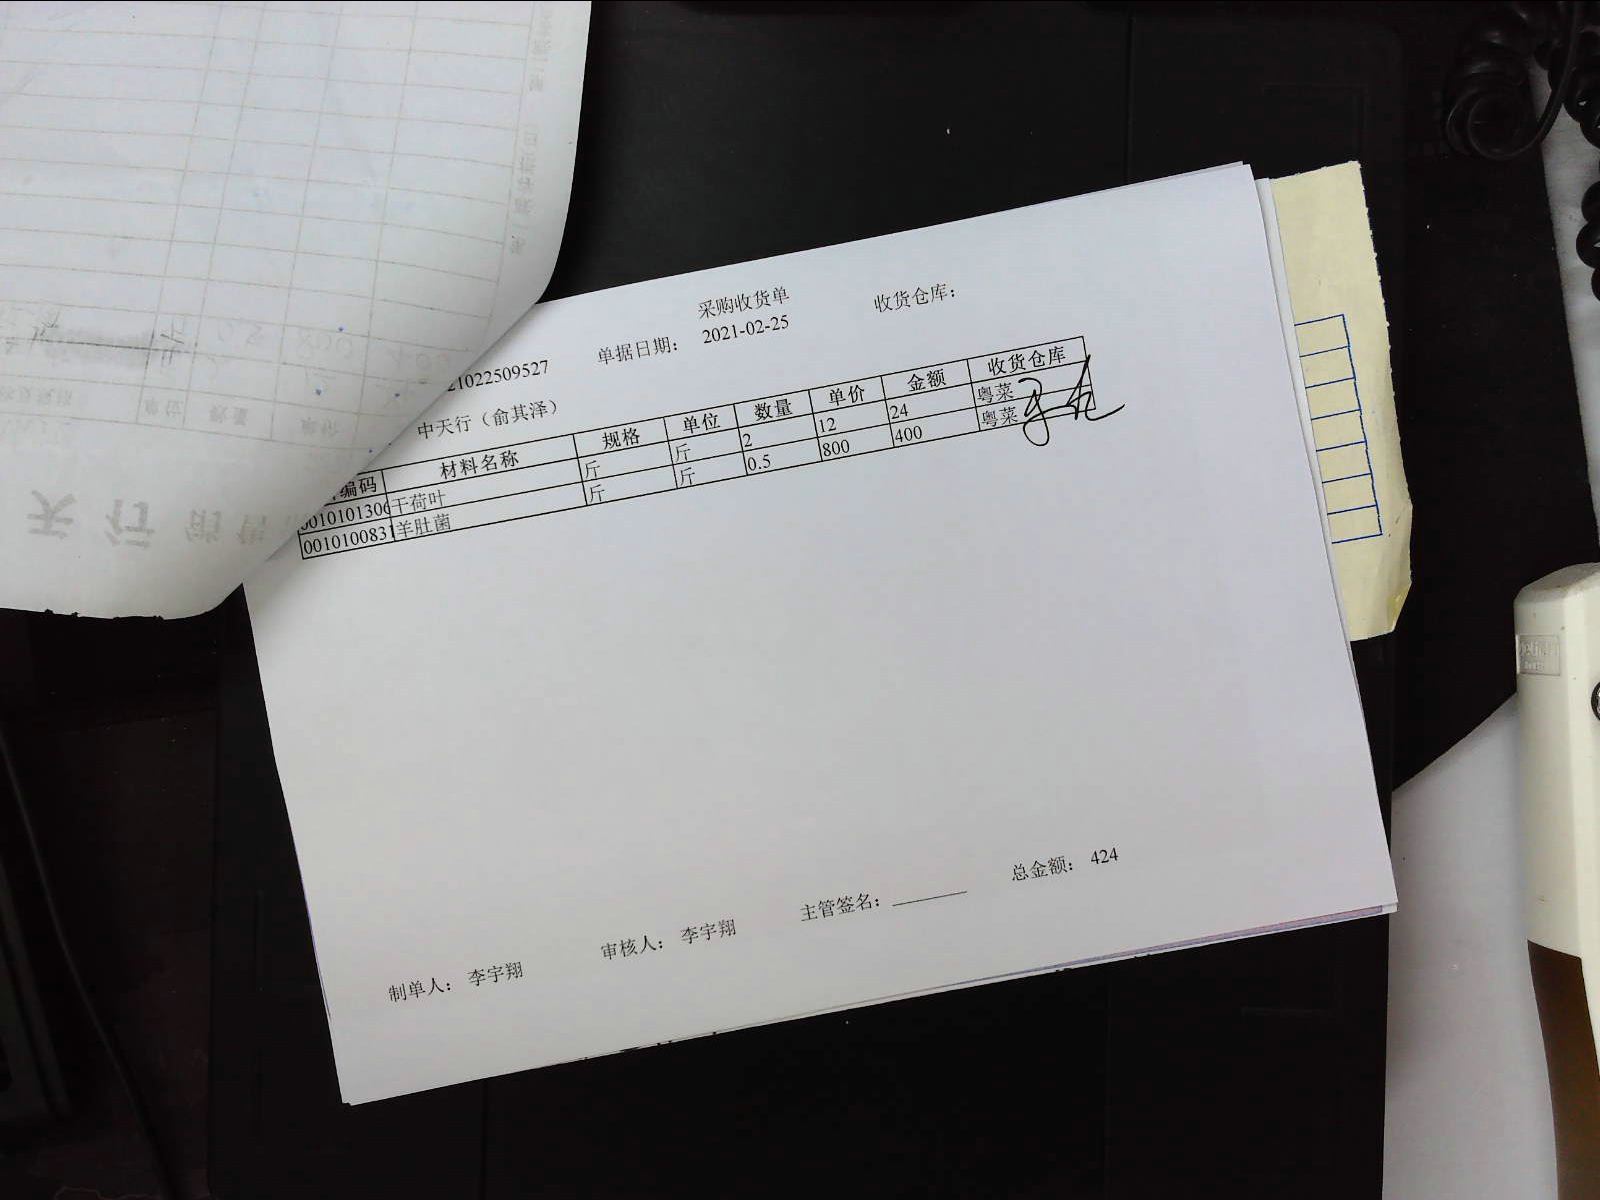 采购收货单
21022509527 单据日期： 2021-02-25 收货仓库：
中天行（俞其泽）
编码 材料名称 规格 单位 数量 单价 金额 收货仓库
0010101306 干荷叶 斤 斤 2 12 24 粤菜
0010100831 羊肚菌 斤 斤 0.5 800 400 粤菜
总金额： 424
制单人： 李宇翔 审核人： 李宇翔 主管签名：